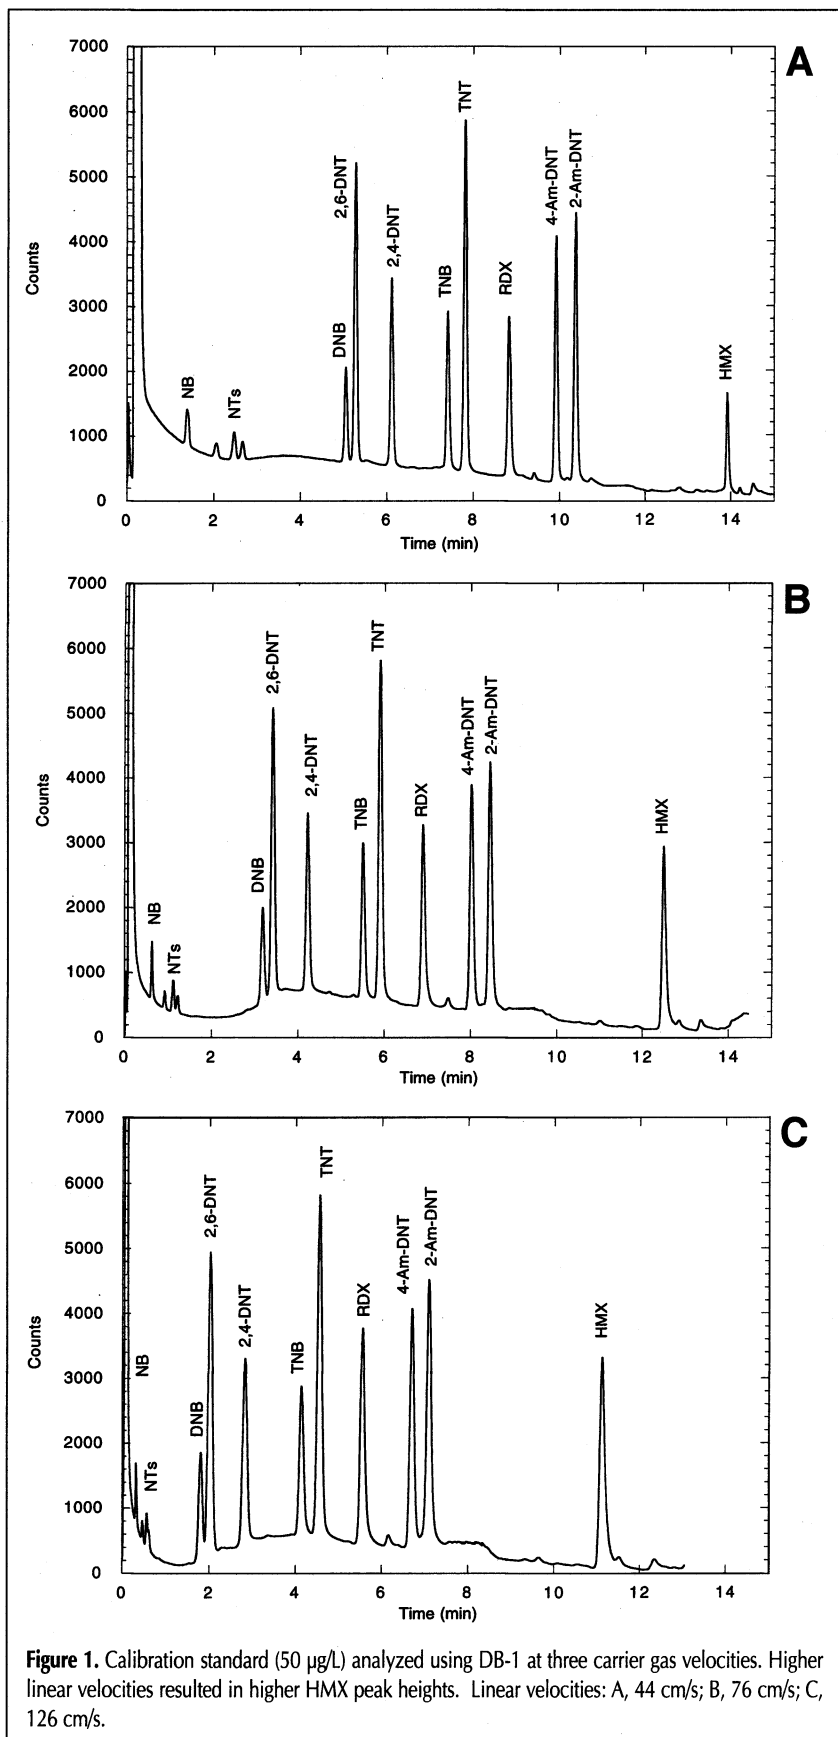 A
7000
6000
5000
4000
3000
2000
1000
0
Counts
NB
NTs
DNB
2,6-DNT
2,4-DNT
TNB
TNT
RDX
4-Am-DNT
2-Am-DNT
HMX
0 2 4 6 8 10 12 14
Time (min)
B
7000
6000
5000
4000
3000
2000
1000
0
Counts
NB
NTs
DNB
2,6-DNT
2,4-DNT
TNB
TNT
RDX
4-Am-DNT
2-Am-DNT
HMX
0 2 4 6 8 10 12 14
Time (min)
C
7000
6000
5000
4000
3000
2000
1000
0
Counts
NB
NTs
DNB
2,6-DNT
2,4-DNT
TNB
TNT
RDX
4-Am-DNT
2-Am-DNT
HMX
0 2 4 6 8 10 12 14
Time (min)
Figure 1. Calibration standard (50 µg/L) analyzed using DB-1 at three carrier gas velocities. Higher
linear velocities resulted in higher HMX peak heights. Linear velocities: A, 44 cm/s; B, 76 cm/s; C,
126 cm/s.